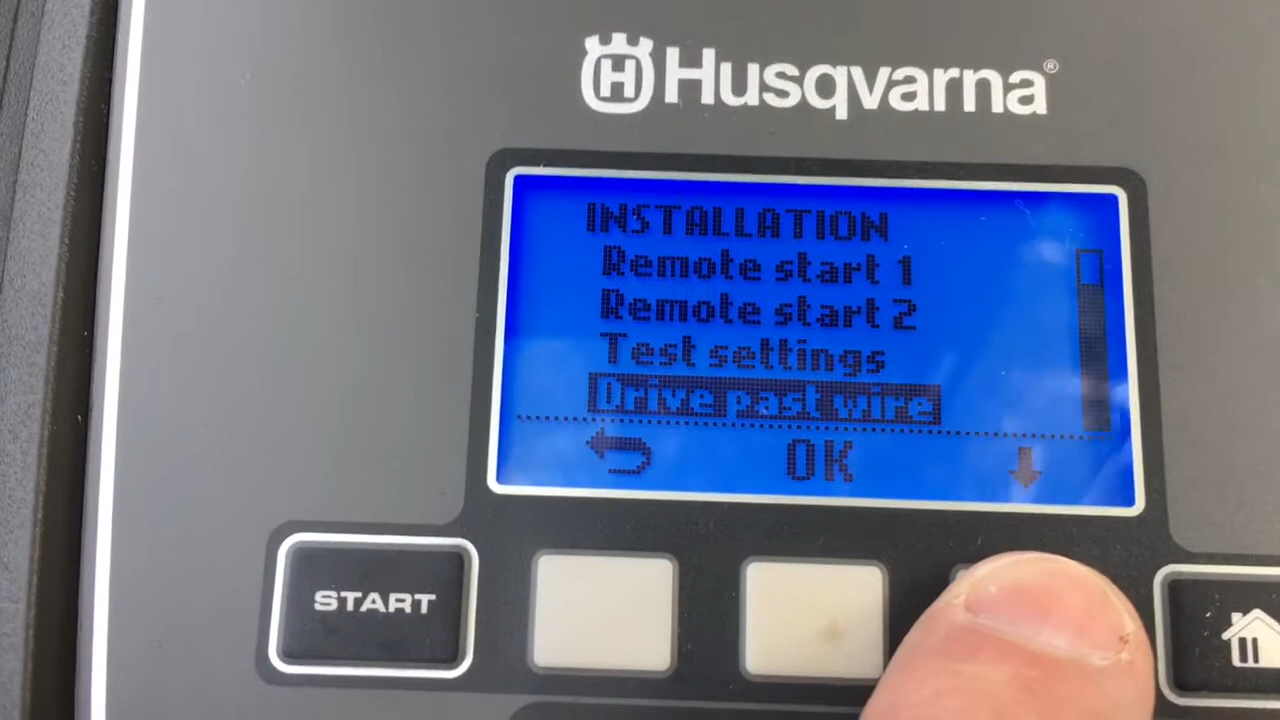 Husqvarna®
INSTALLATION
Remote start 1
Remote start 2
Test settings
Drive past wire
OK
START